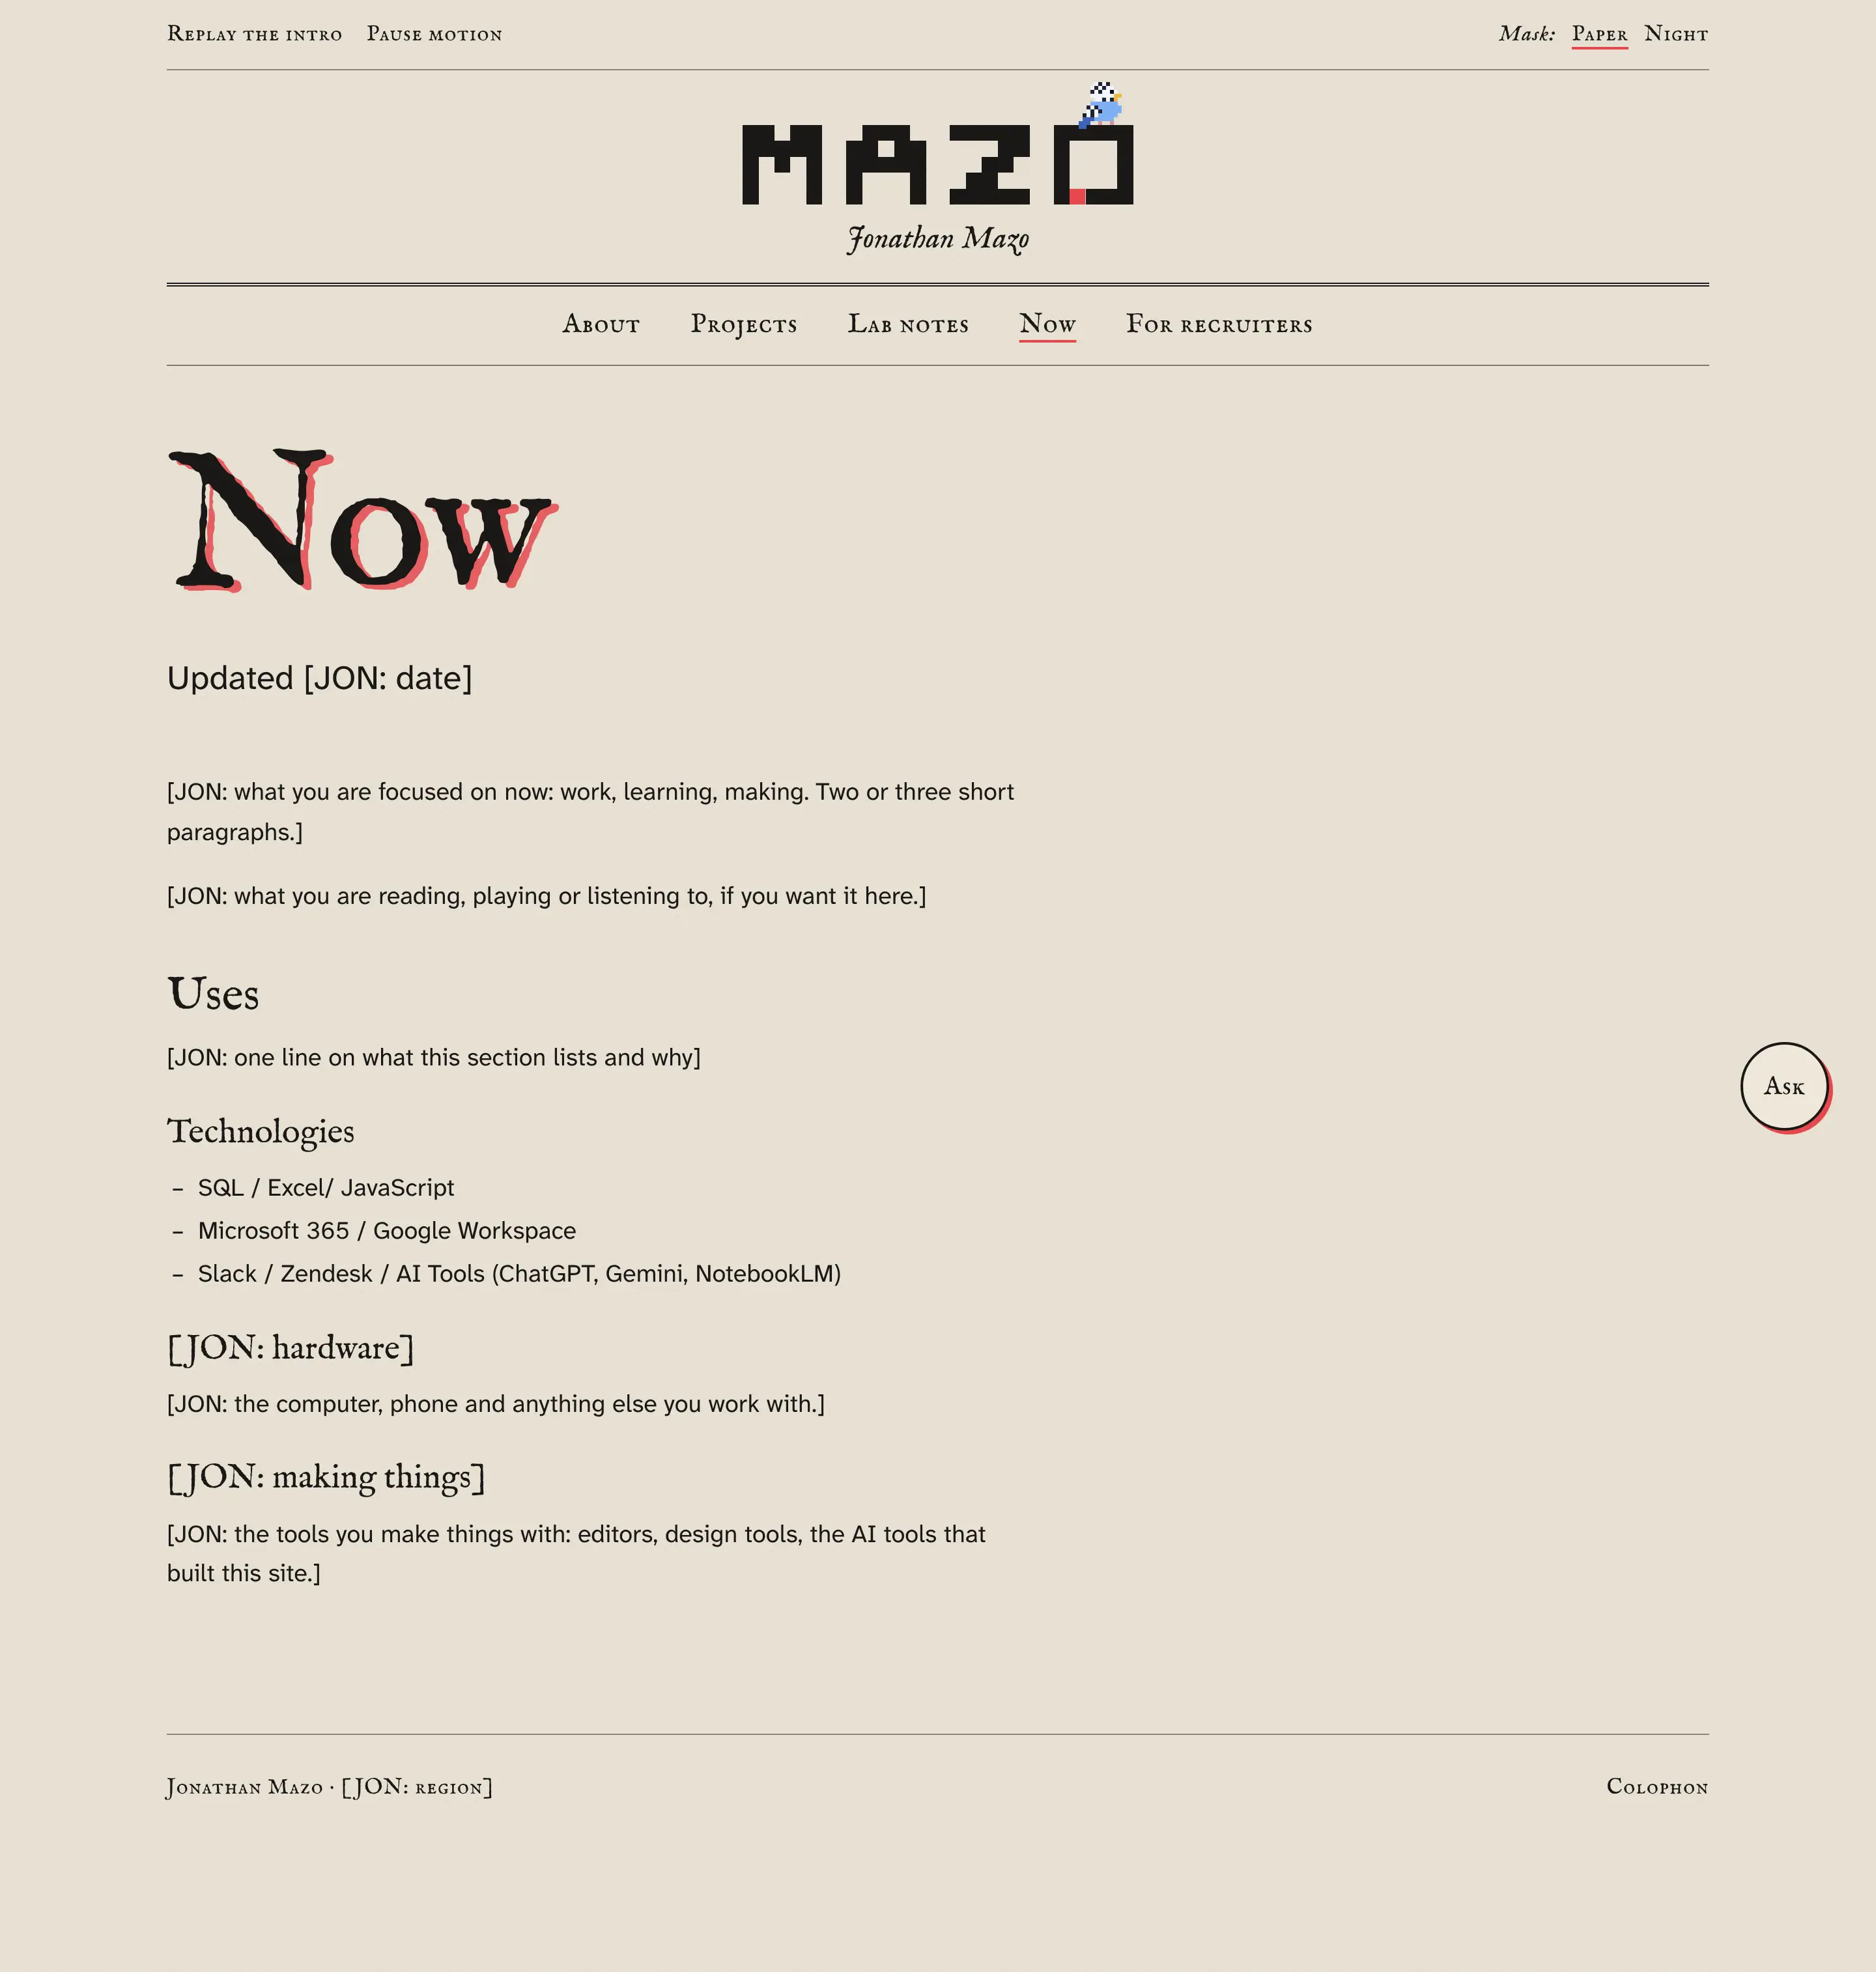 Replay the intro Pause motion Mask: Paper Night
MAZO
Jonathan Mazo
About Projects Lab notes Now For recruiters
Now
Updated [JON: date]
[JON: what you are focused on now: work, learning, making. Two or three short
paragraphs.]
[JON: what you are reading, playing or listening to, if you want it here.]
Uses
[JON: one line on what this section lists and why]
Ask
Technologies
– SQL / Excel/ JavaScript
– Microsoft 365 / Google Workspace
– Slack / Zendesk / AI Tools (ChatGPT, Gemini, NotebookLM)
[JON: hardware]
[JON: the computer, phone and anything else you work with.]
[JON: making things]
[JON: the tools you make things with: editors, design tools, the AI tools that
built this site.]
Jonathan Mazo · [JON: region] Colophon